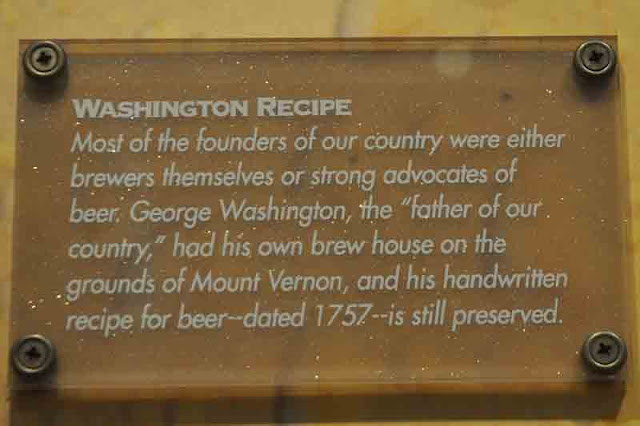 WASHINGTON RECIPE
Most of the founders of our country were either
brewers themselves or strong advocates of
beer. George Washington, the “father of our
country,” had his own brew house on the
grounds of Mount Vernon, and his handwritten
recipe for beer--dated 1757--is still preserved.